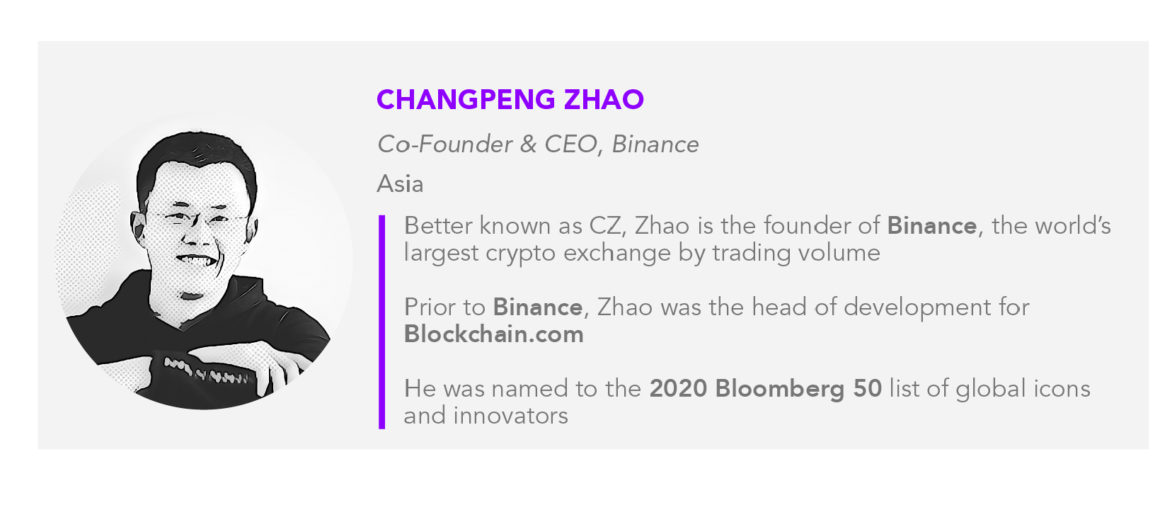 CHANGPENG ZHAO
Co-Founder & CEO, Binance
Asia
Better known as CZ, Zhao is the founder of Binance, the world’s
largest crypto exchange by trading volume
Prior to Binance, Zhao was the head of development for
Blockchain.com
He was named to the 2020 Bloomberg 50 list of global icons
and innovators